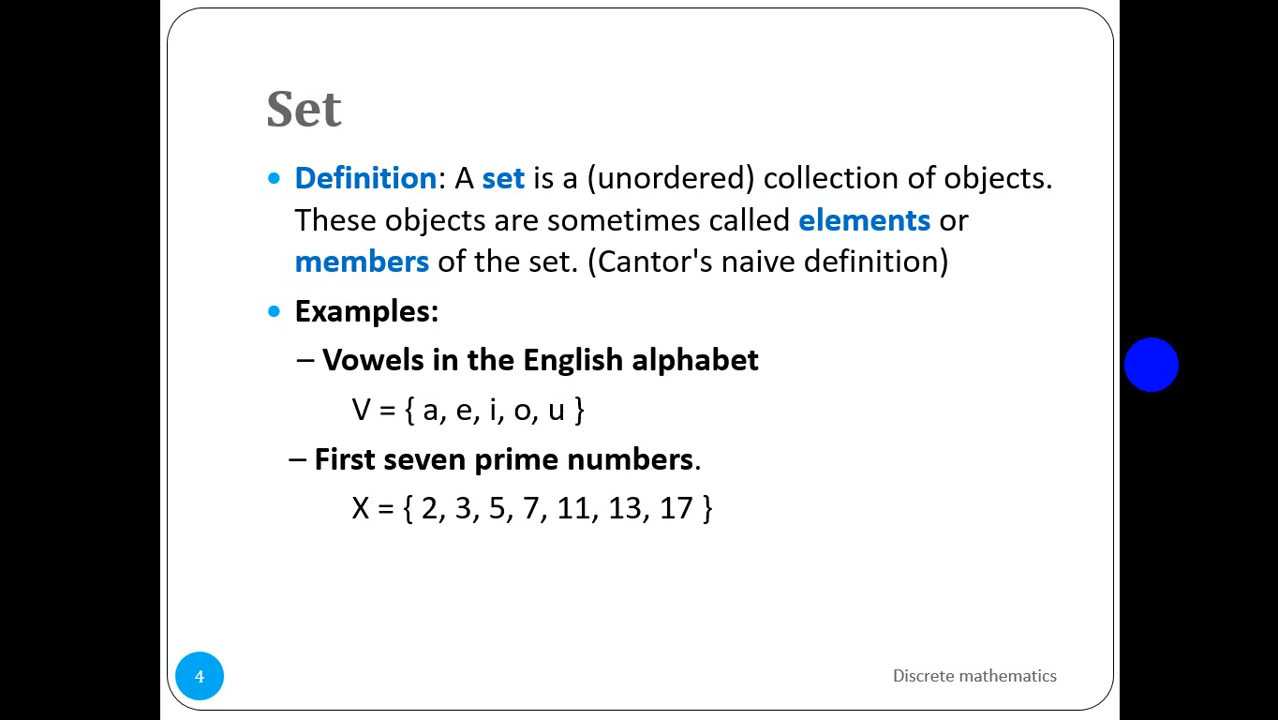 Set
• Definition: A set is a (unordered) collection of objects.
These objects are sometimes called elements or
members of the set. (Cantor's naive definition)
• Examples:
– Vowels in the English alphabet
V = { a, e, i, o, u }
– First seven prime numbers.
X = { 2, 3, 5, 7, 11, 13, 17 }
4
Discrete mathematics